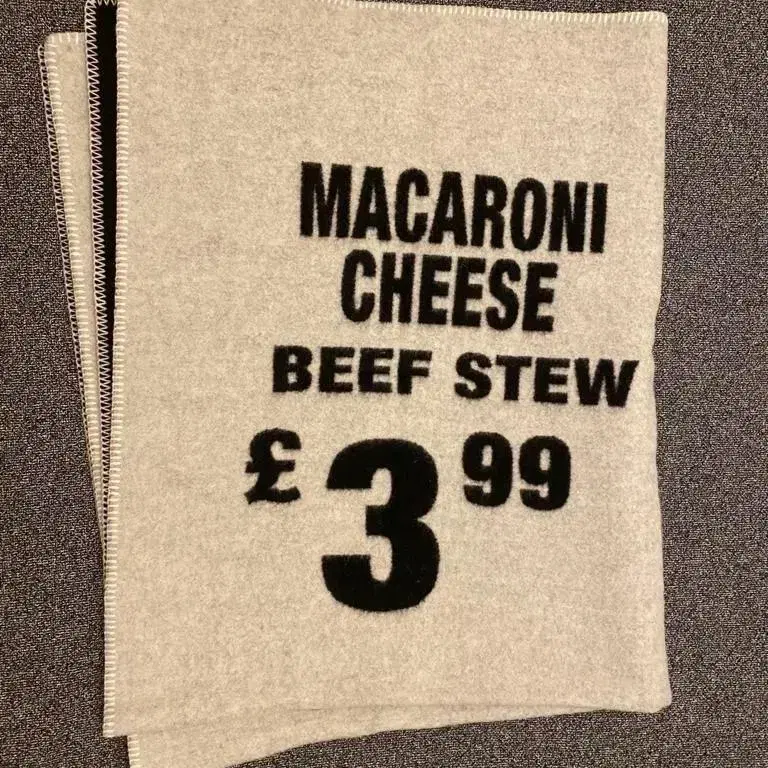 MACARONI
CHEESE
BEEF STEW
£3.99